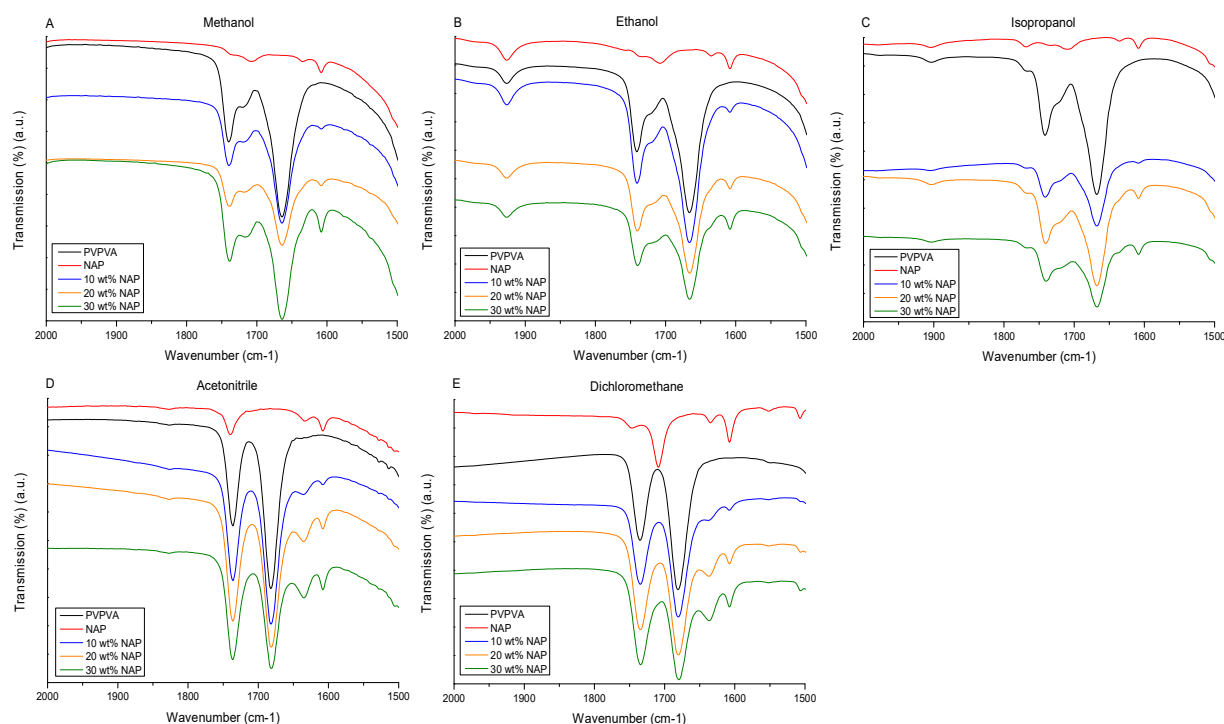 A
Methanol
Transmission (%) (a.u.)
PVPVA
NAP
10 wt% NAP
20 wt% NAP
30 wt% NAP
2000 1900 1800 1700 1600 1500
Wavenumber (cm-1)
B
Ethanol
Transmission (%) (a.u.)
PVPVA
NAP
10 wt% NAP
20 wt% NAP
30 wt% NAP
2000 1900 1800 1700 1600 1500
Wavenumber (cm-1)
C
Isopropanol
Transmission (%) (a.u.)
PVPVA
NAP
10 wt% NAP
20 wt% NAP
30 wt% NAP
2000 1900 1800 1700 1600 1500
Wavenumber (cm-1)
D
Acetonitrile
Transmission (%) (a.u.)
PVPVA
NAP
10 wt% NAP
20 wt% NAP
30 wt% NAP
2000 1900 1800 1700 1600 1500
Wavenumber (cm-1)
E
Dichloromethane
Transmission (%) (a.u.)
PVPVA
NAP
10 wt% NAP
20 wt% NAP
30 wt% NAP
2000 1900 1800 1700 1600 1500
Wavenumber (cm-1)